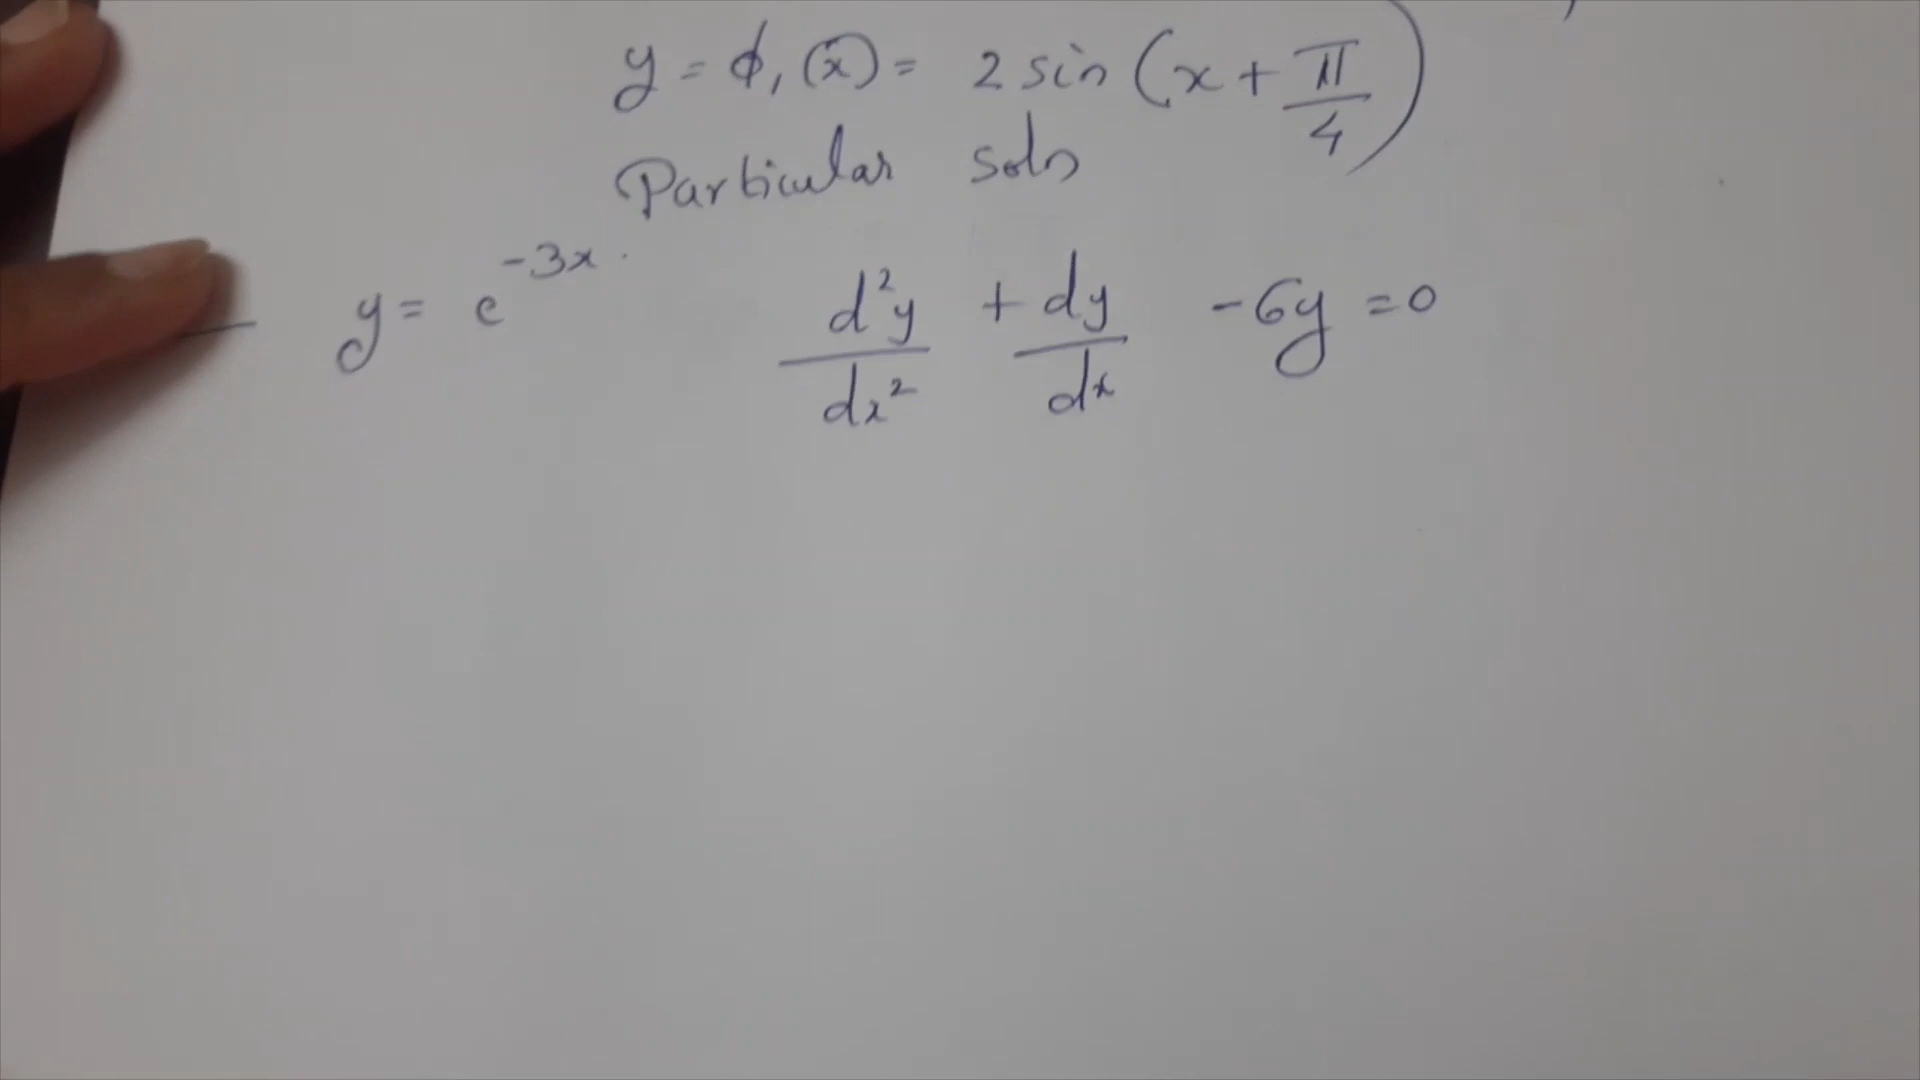 y = ϕ₁(x) = 2 sin (x + π/4)
Particular soln
y = e^{-3x}. d²y/dx² + dy/dx - 6y = 0